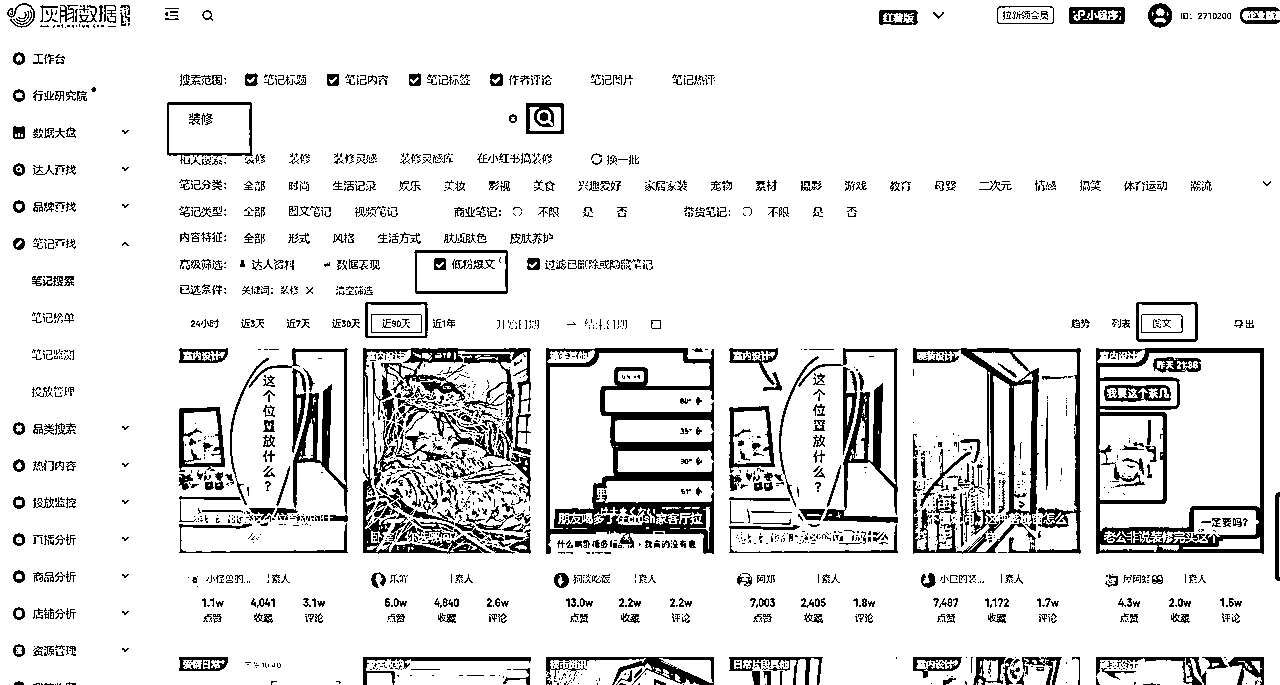 灰豚数据
红薯版
拉新领会员
小程序
ID: 2710200
企业版
工作台
行业研究院
数据大盘
达人查找
品牌查找
笔记查找
笔记搜索
笔记榜单
笔记监测
投放管理
品类搜索
热门内容
投放监控
直播分析
商品分析
店铺分析
资源管理
搜索范围: 笔记标题 笔记内容 笔记标签 作者评论 笔记图片 笔记热评
装修
相关搜索: 装修 装修 装修灵感 装修灵感库 在小红书搞装修 换一批
笔记分类: 全部 时尚 生活记录 娱乐 美妆 影视 美食 兴趣爱好 家居家装 宠物 素材 摄影 游戏 教育 母婴 二次元 情感 搞笑 体育运动 潮流
笔记类型: 全部 图文笔记 视频笔记 商业笔记: 不限 是 否 带货笔记: 不限 是 否
内容特征: 全部 形式 风格 生活方式 肤质肤色 皮肤养护
高级筛选: 达人资料 数据表现 低粉爆文 过滤已删除或隐藏笔记
已选条件: 关键词: 装修 × 清空筛选
24小时 近3天 近7天 近30天 近90天 近1年 开始日期 → 结束日期 趋势 列表 图文 导出
室内设计
这个位置放什么?
室内设计
朋友喝多了在crush家客厅拉
室内设计
这个位置放什么?
室内设计
昨天 21:36
我要这个茶几
一定要吗?
老公非说装修完买这个
素人
1.1w 4,041 3.1w
点赞 收藏 评论
素人
5.0w 4,840 2.6w
点赞 收藏 评论
素人
13.0w 2.2w 2.2w
点赞 收藏 评论
阿郑 素人
7,003 2,405 1.8w
点赞 收藏 评论
素人
7,487 1,172 1.7w
点赞 收藏 评论
素人
4.3w 2.0w 1.5w
点赞 收藏 评论